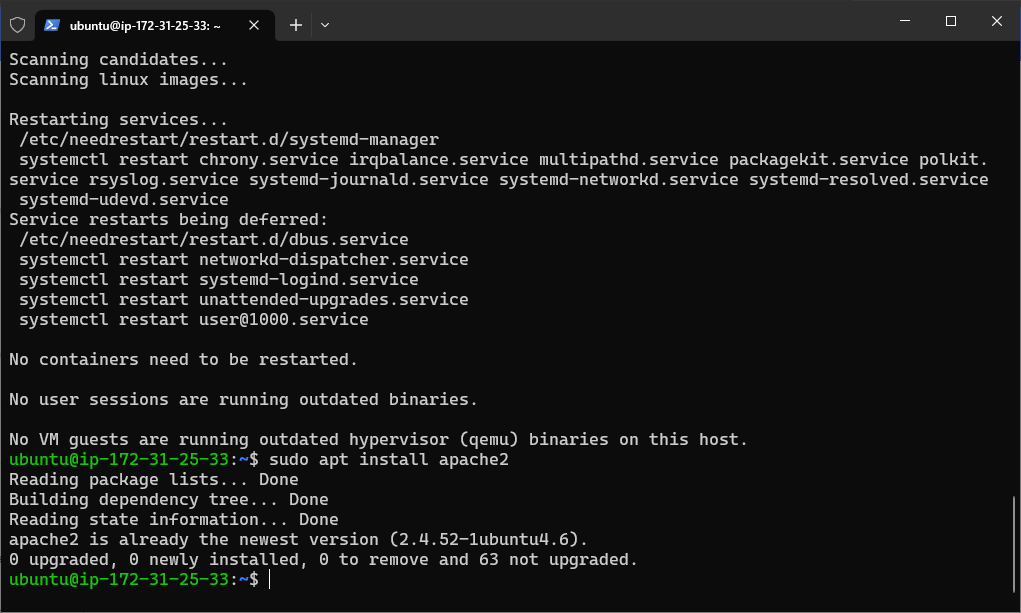 ubuntu@ip-172-31-25-33: ~
Scanning candidates...
Scanning linux images...
Restarting services...
/etc/needrestart/restart.d/systemd-manager
systemctl restart chrony.service irqbalance.service multipathd.service packagekit.service polkit.
service rsyslog.service systemd-journald.service systemd-networkd.service systemd-resolved.service
systemd-udevd.service
Service restarts being deferred:
/etc/needrestart/restart.d/dbus.service
systemctl restart networkd-dispatcher.service
systemctl restart systemd-logind.service
systemctl restart unattended-upgrades.service
systemctl restart user@1000.service
No containers need to be restarted.
No user sessions are running outdated binaries.
No VM guests are running outdated hypervisor (qemu) binaries on this host.
ubuntu@ip-172-31-25-33:~$ sudo apt install apache2
Reading package lists... Done
Building dependency tree... Done
Reading state information... Done
apache2 is already the newest version (2.4.52-1ubuntu4.6).
0 upgraded, 0 newly installed, 0 to remove and 63 not upgraded.
ubuntu@ip-172-31-25-33:~$